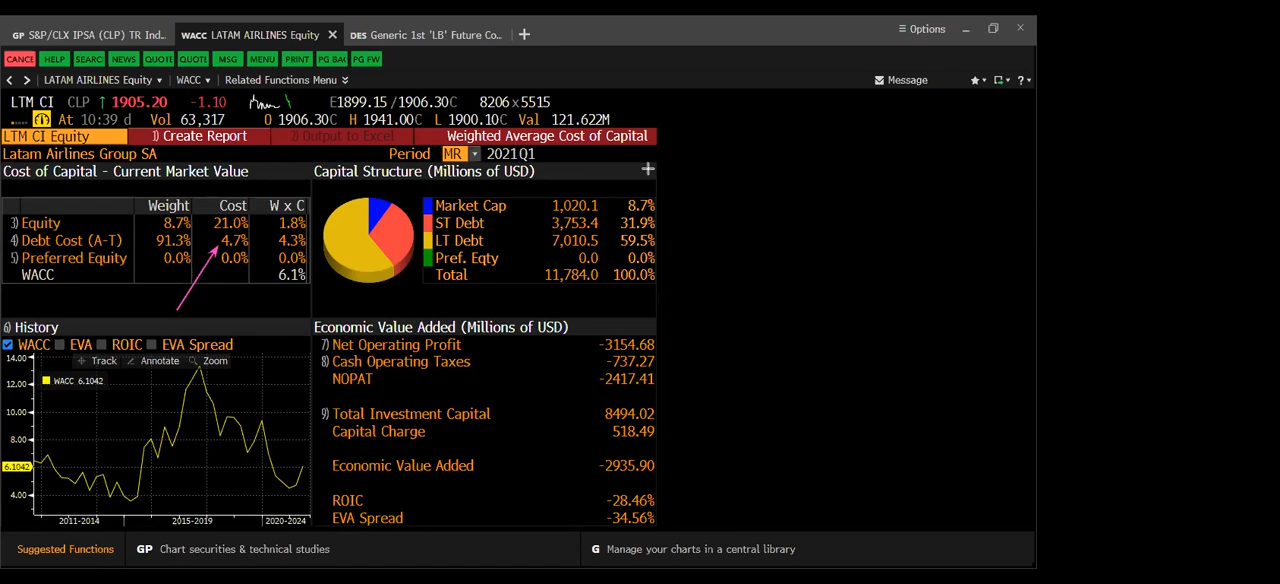 GP S&P/CLX IPSA (CLP) TR Ind... WACC LATAM AIRLINES Equity DES Generic 1st 'LB' Future Co... Options
CANCE HELP SEARC NEWS QUOTE QUOTE MSG MENU PRINT PG BAC PG FW
LATAM AIRLINES Equity WACC Related Functions Menu Message
LTM CI CLP ↑ 1905.20 -1.10 E1899.15/1906.30C 8206x5515
At 10:39 d Vol 63,317 O 1906.30C H 1941.00C L 1900.10C Val 121.622M
LTM CI Equity 1) Create Report 2) Output to Excel Weighted Average Cost of Capital
Latam Airlines Group SA Period MR 2021Q1
Cost of Capital - Current Market Value Capital Structure (Millions of USD)
Weight Cost W x C Market Cap 1,020.1 8.7%
3) Equity 8.7% 21.0% 1.8% ST Debt 3,753.4 31.9%
4) Debt Cost (A-T) 91.3% 4.7% 4.3% LT Debt 7,010.5 59.5%
5) Preferred Equity 0.0% 0.0% 0.0% Pref. Eqty 0.0 0.0%
WACC 6.1% Total 11,784.0 100.0%
6) History Economic Value Added (Millions of USD)
WACC EVA ROIC EVA Spread 7) Net Operating Profit -3154.68
Track Annotate Zoom 8) Cash Operating Taxes -737.27
14.00
WACC 6.1042 NOPAT -2417.41
12.00
10.00 9) Total Investment Capital 8494.02
Capital Charge 518.49
8.00
6.1042 Economic Value Added -2935.90
4.00 ROIC -28.46%
2011-2014 2015-2019 2020-2024 EVA Spread -34.56%
Suggested Functions GP Chart securities & technical studies G Manage your charts in a central library